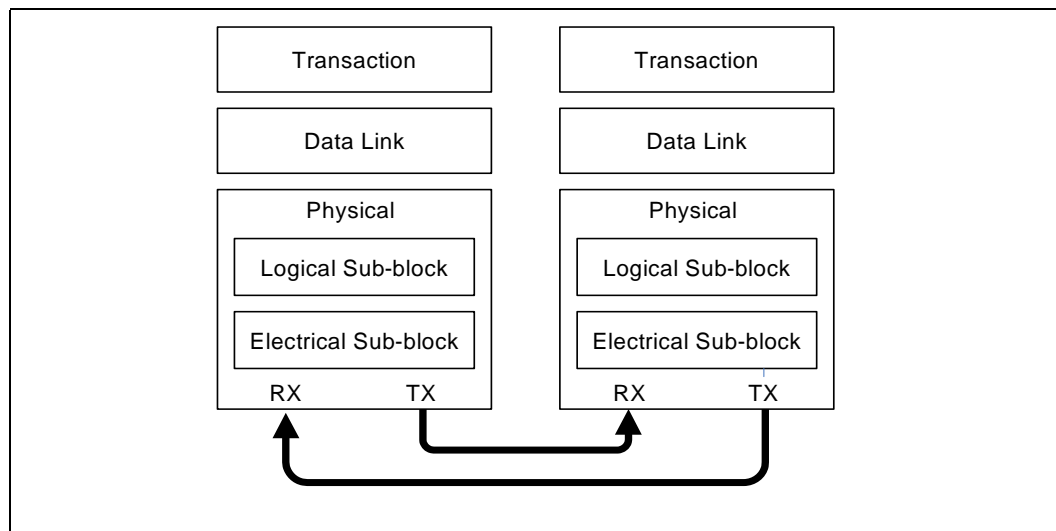 Transaction
Data Link
Physical
Logical Sub-block
Electrical Sub-block
RX TX
Transaction
Data Link
Physical
Logical Sub-block
Electrical Sub-block
RX TX